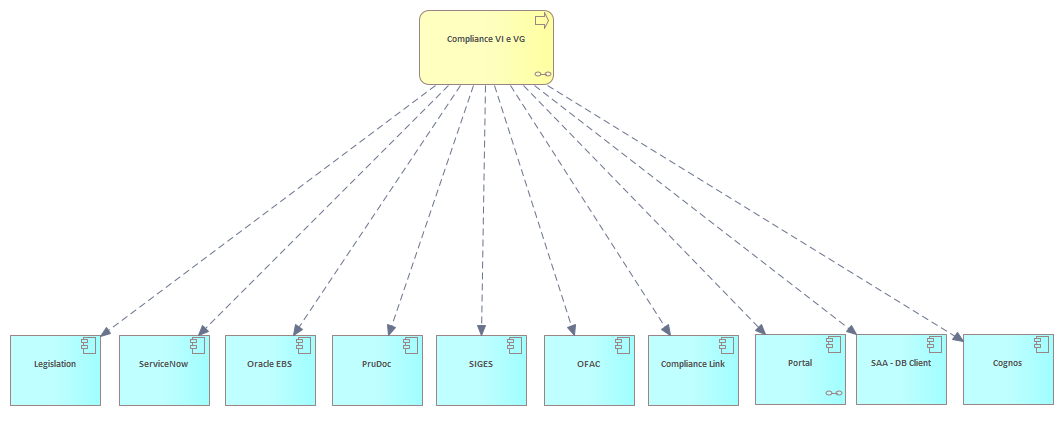 Compliance VI e VG
Legislation
ServiceNow
Oracle EBS
PruDoc
SIGES
OFAC
Compliance Link
Portal
SAA - DB Client
Cognos